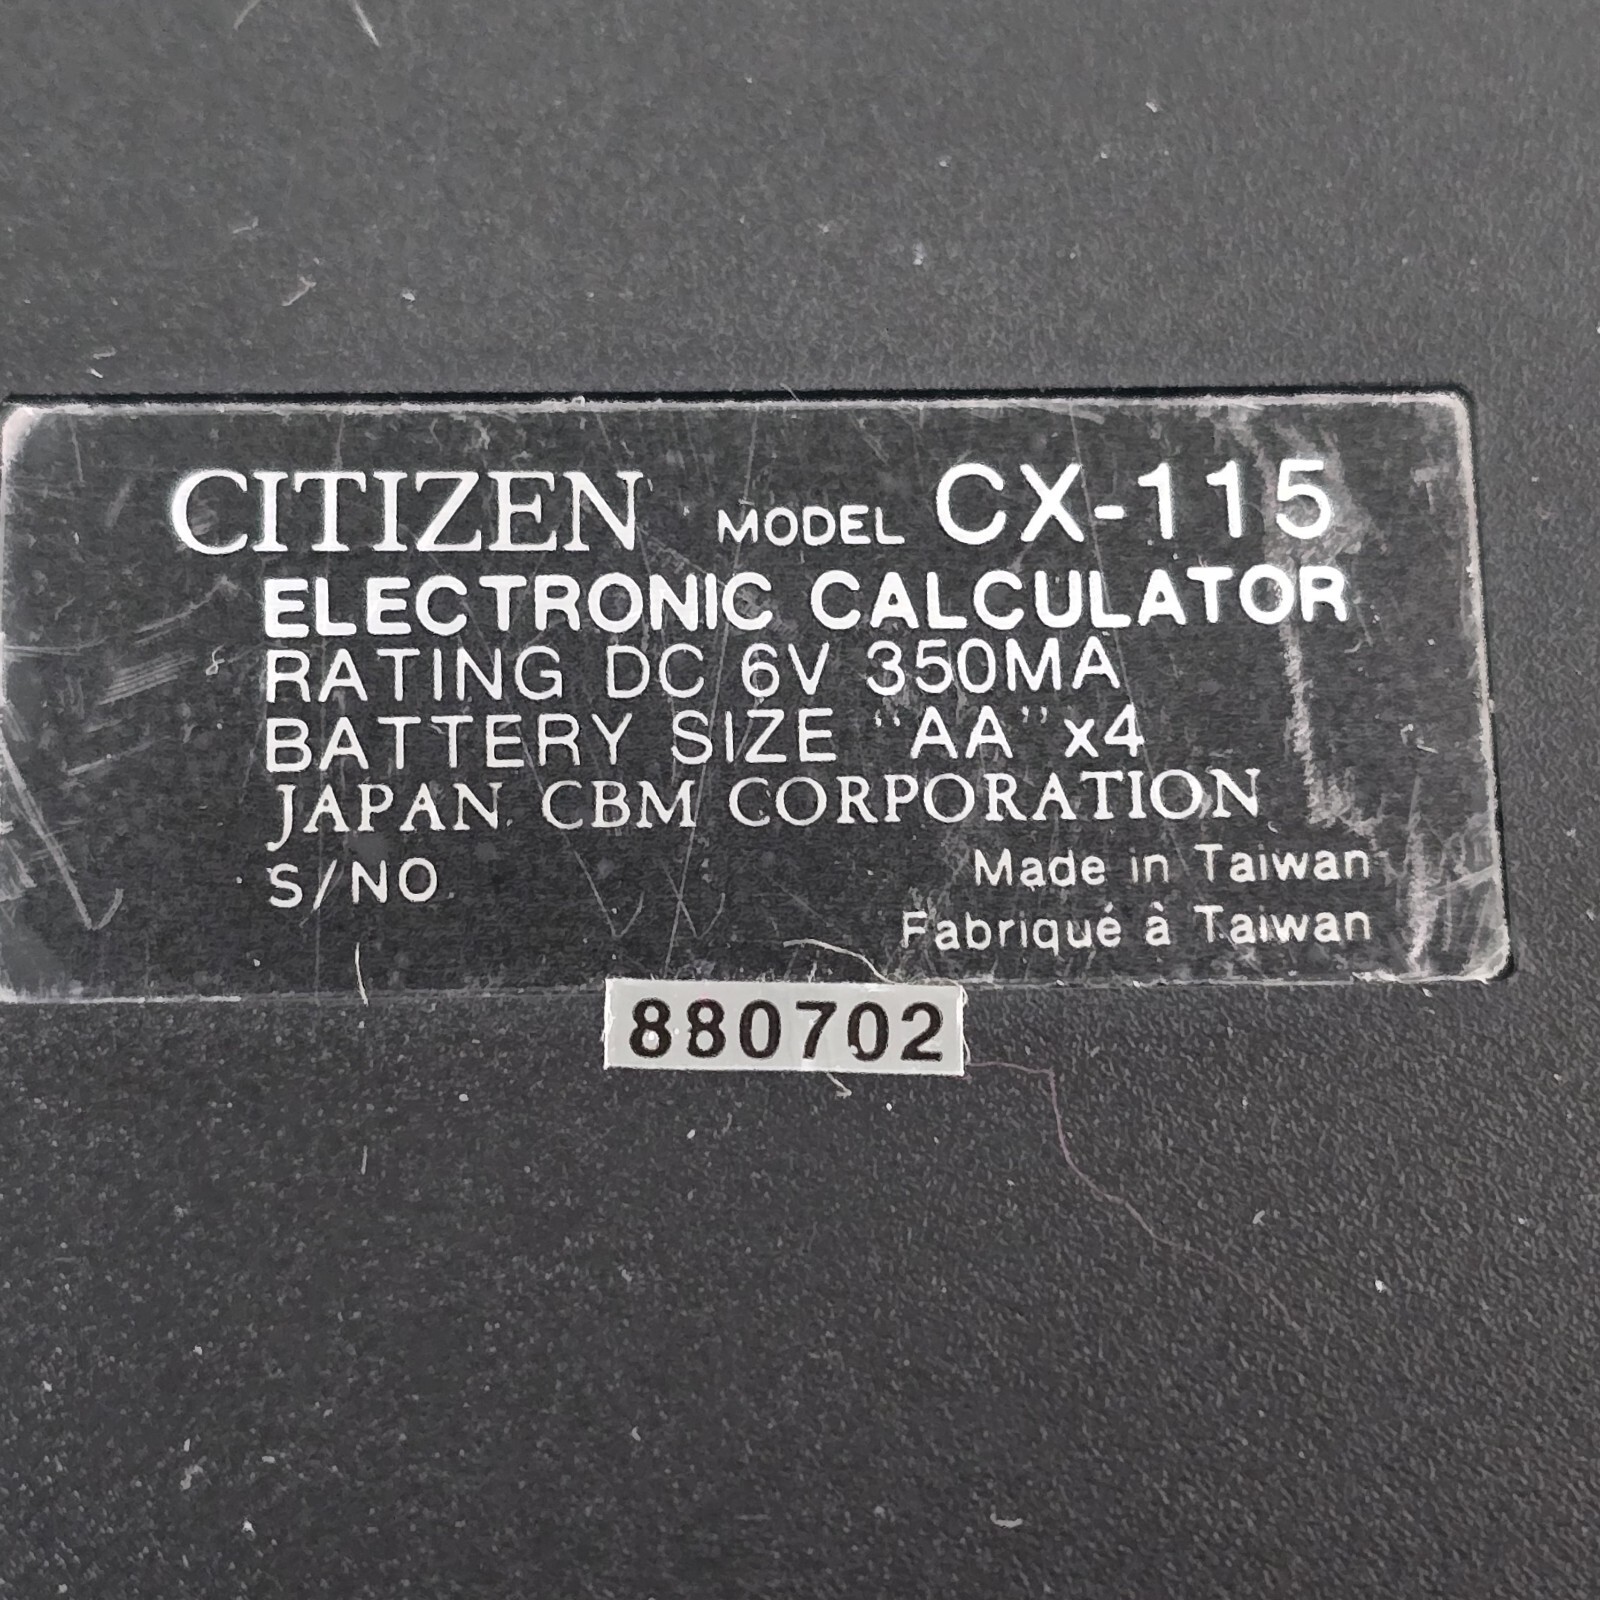 CITIZEN MODEL CX-115
ELECTRONIC CALCULATOR
RATING DC 6V 350MA
BATTERY SIZE "AA" x4
JAPAN CBM CORPORATION
S/NO
Made in Taiwan
Fabriqué à Taiwan
880702